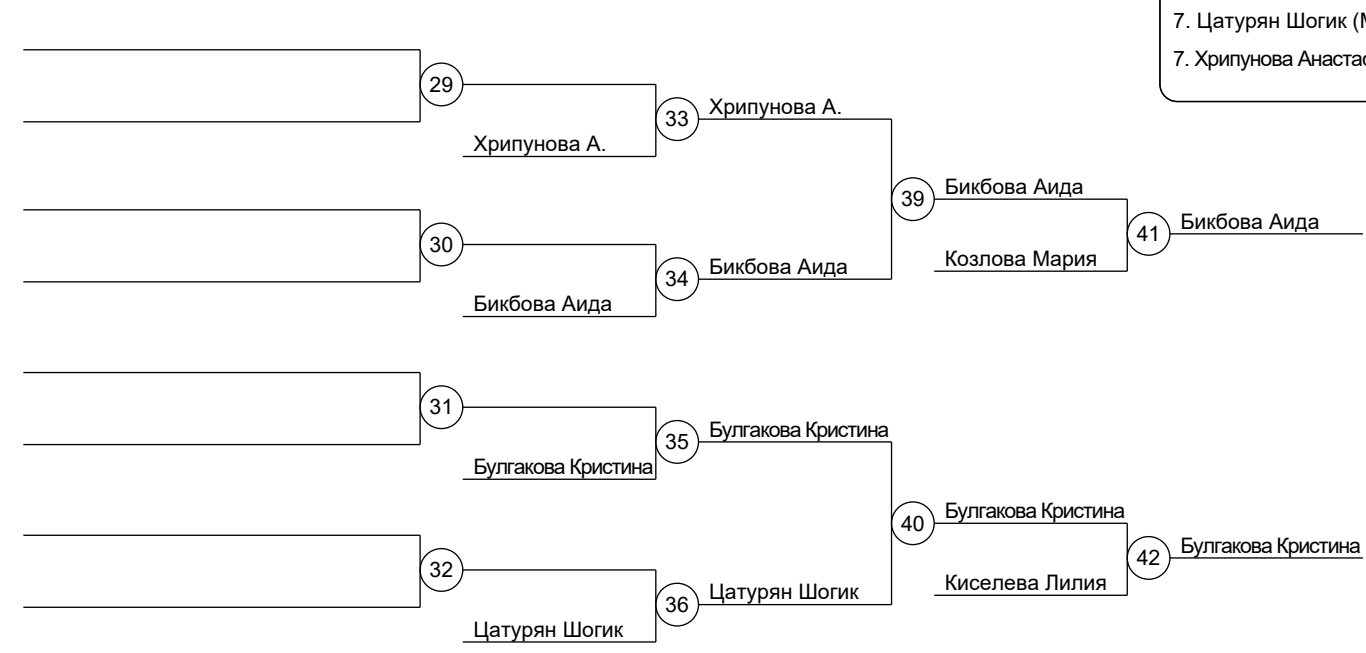 7. Цатурян Шогик (
7. Хрипунова
29
Хрипунова А.
33
Хрипунова А.
30
Бикбова Аида
34
Бикбова Аида
39
Бикбова Аида
Козлова Мария
41
Бикбова Аида
31
Булгакова Кристина
35
Булгакова Кристина
32
Цатурян Шогик
36
Цатурян Шогик
40
Булгакова Кристина
Киселева Лилия
42
Булгакова Кристина